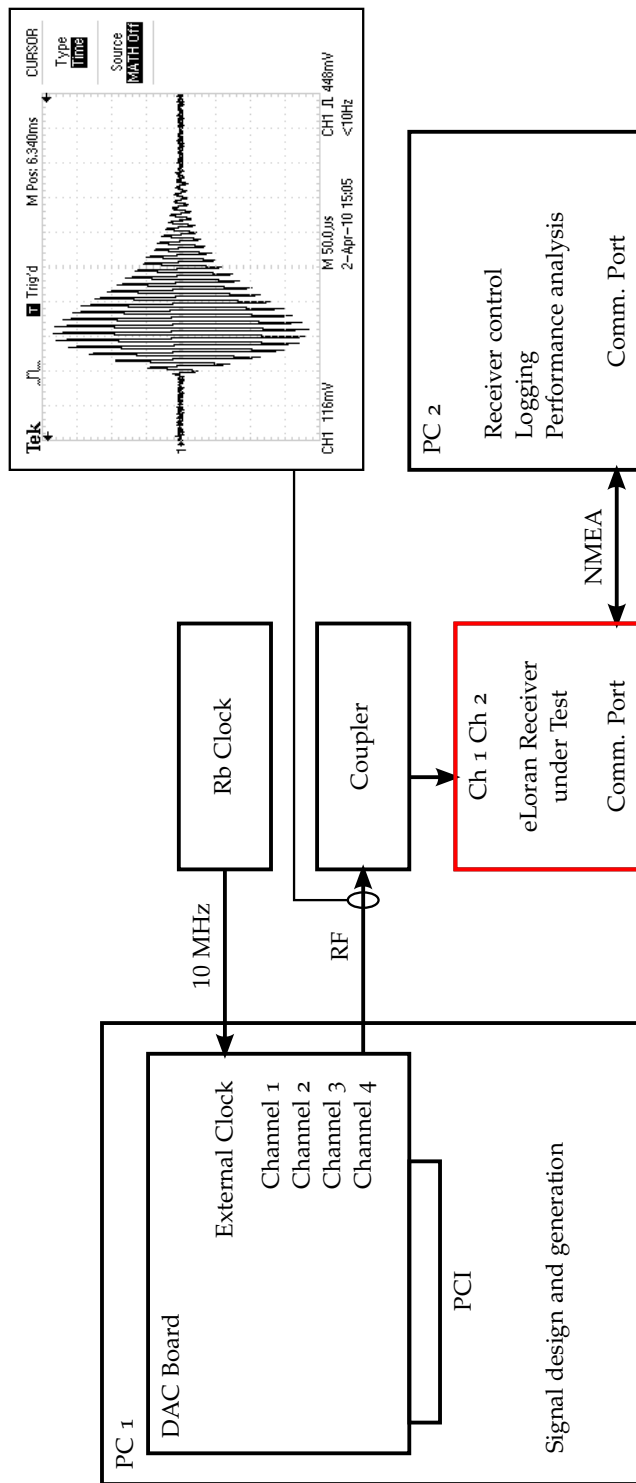 PC 1
DAC Board
External Clock
Channel 1
Channel 2
Channel 3
Channel 4
PCI
Signal design and generation
10 MHz
RF
Rb Clock
Coupler
Ch 1 Ch 2
eLoran Receiver
under Test
Comm. Port
NMEA
PC 2
Receiver control
Logging
Performance analysis
Comm. Port
Tek
T Trig'd
M Pos: 6.340ms
CURSOR
Type
Time
Source
MATH Off
1
CH1 116mV
M 50.0µs
CH1 448mV
2-Apr-10 15:05
<10Hz